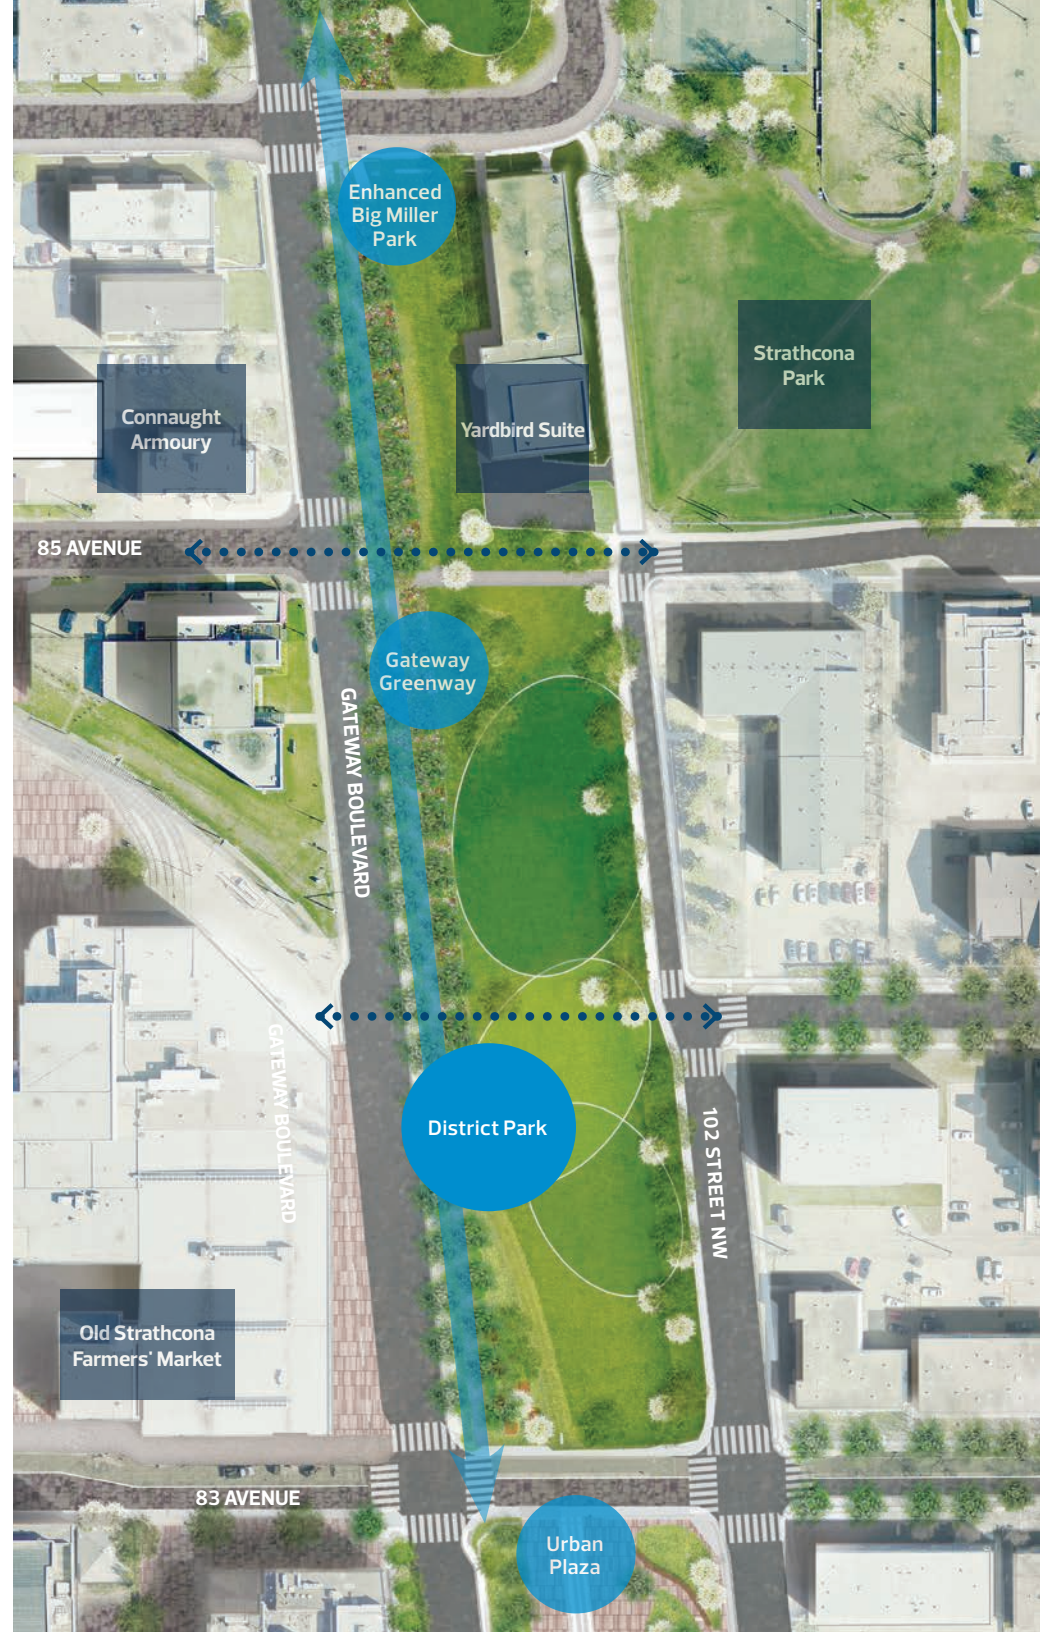 Enhanced
Big Miller
Park
Strathcona
Park
Connaught
Armoury
Yardbird Suite
85 AVENUE
Gateway
Greenway
GATEWAY BOULEVARD
GATEWAY BOULEVARD
District Park
102 STREET NW
Old Strathcona
Farmers' Market
83 AVENUE
Urban
Plaza